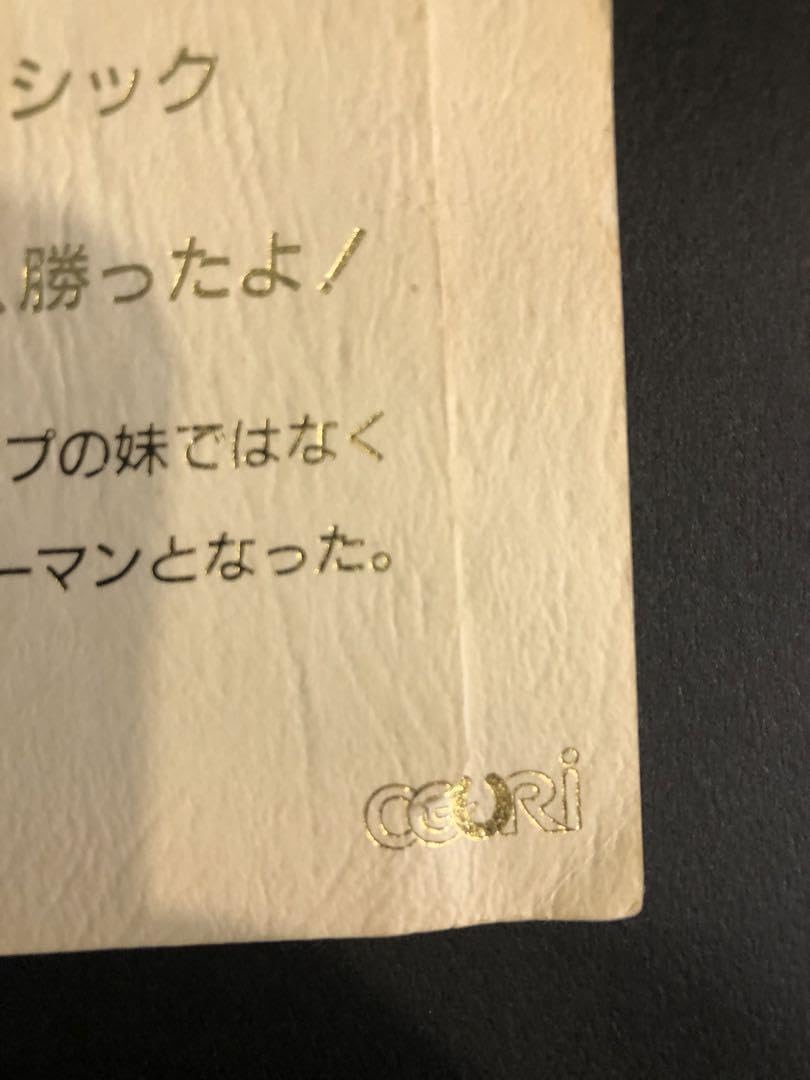 シック
、勝ったよ!
プの妹ではなく
ーマンとなった。
OGURi